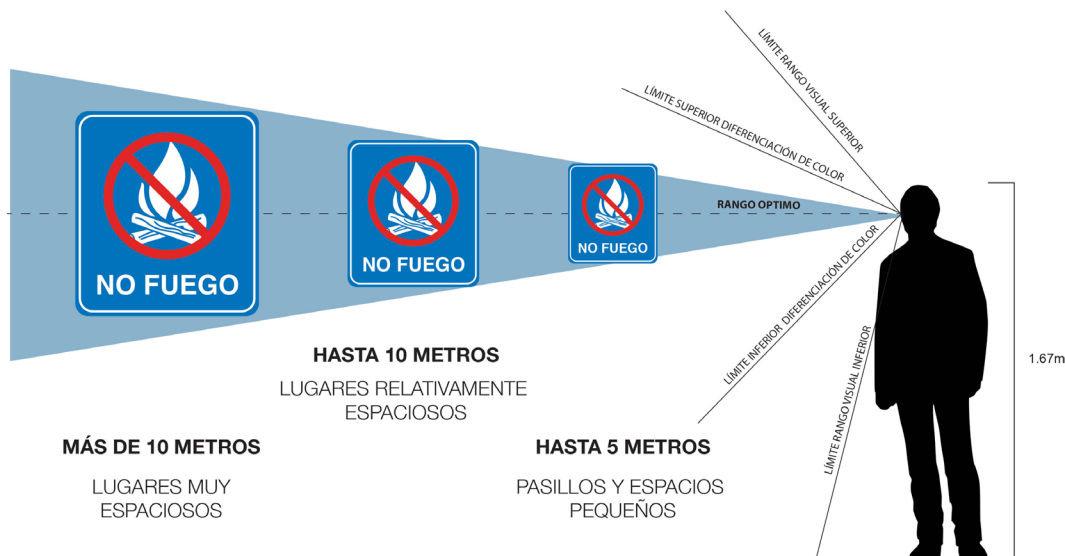 LÍMITE RANGO VISUAL SUPERIOR
LÍMITE SUPERIOR DIFERENCIACIÓN DE COLOR
RANGO OPTIMO
NO FUEGO
NO FUEGO
NO FUEGO
LÍMITE INFERIOR DIFERENCIACIÓN DE COLOR
LÍMITE RANGO VISUAL INFERIOR
1.67m
HASTA 10 METROS
LUGARES RELATIVAMENTE
ESPACIOSOS
MÁS DE 10 METROS
LUGARES MUY
ESPACIOSOS
HASTA 5 METROS
PASILLOS Y ESPACIOS
PEQUEÑOS